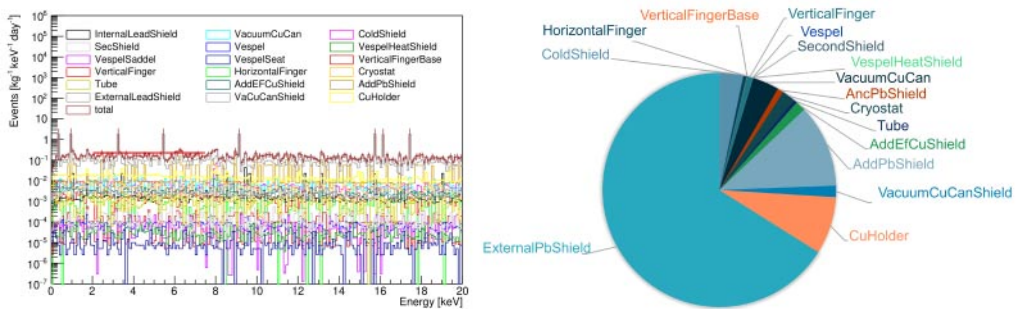 Events [kg⁻¹ keV⁻¹ day⁻¹]
10⁵
10⁴
10³
10²
10
1
10⁻¹
10⁻²
10⁻³
10⁻⁴
10⁻⁵
10⁻⁶
10⁻⁷
InternalLeadShield VacuumCuCan ColdShield
SecShield Vespel VespelHeatShield
VespelSaddel VespelSeat VerticalFingerBase
VerticalFinger HorizontalFinger Cryostat
Tube AddEFCuShield AddPbShield
ExternalLeadShield VaCuCanShield CuHolder
total
0 2 4 6 8 10 12 14 16 18 20
Energy [keV]
VerticalFingerBase
VerticalFinger
HorizontalFinger
Vespel
ColdShield
SecondShield
VespelHeatShield
VacuumCuCan
AncPbShield
Cryostat
Tube
AddEfCuShield
AddPbShield
VacuumCuCanShield
CuHolder
ExternalPbShield